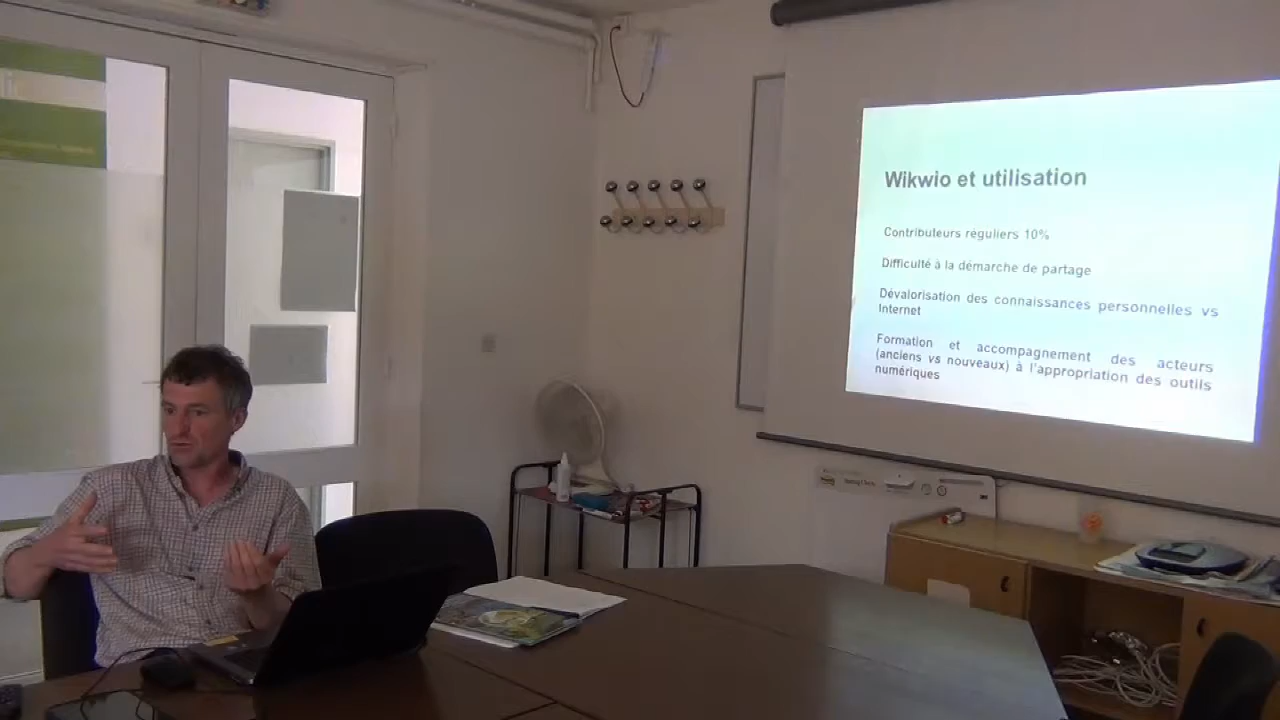 Wikwio et utilisation
Contributeurs réguliers 10%
Difficulté à la démarche de partage
Dévalorisation des connaissances personnelles vs
Internet
Formation et accompagnement des acteurs
(anciens vs nouveaux) à l'appropriation des outils
numériques